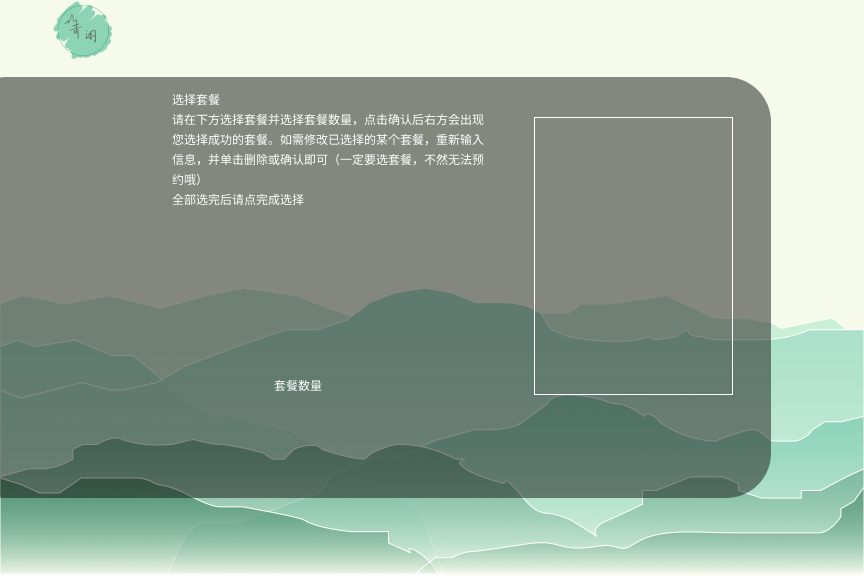 选择套餐
请在下方选择套餐并选择套餐数量，点击确认后右方会出现
您选择成功的套餐。如需修改已选择的某个套餐，重新输入
信息，并单击删除或确认即可（一定要选套餐，不然无法预
约哦）
全部选完后请点完成选择
套餐数量